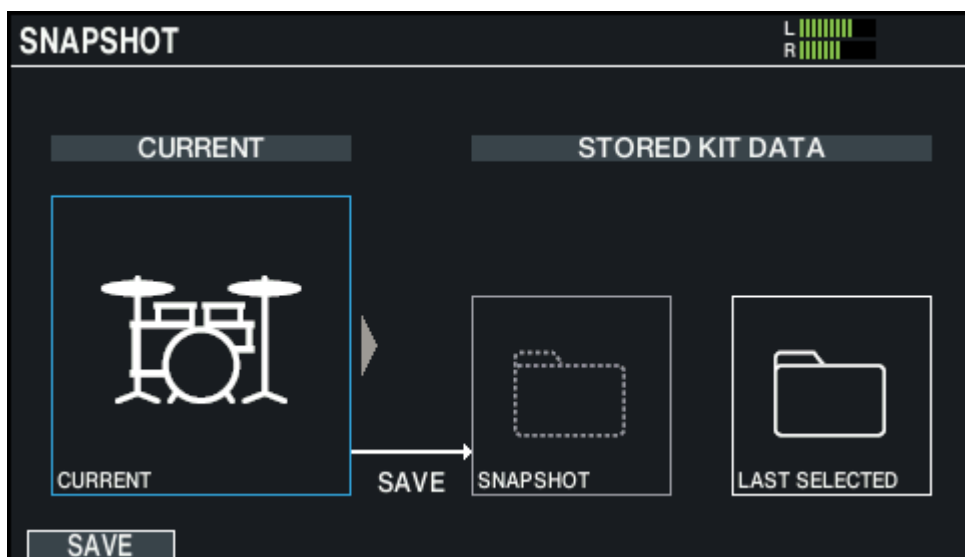 SNAPSHOT
L
R
CURRENT
STORED KIT DATA
CURRENT
SAVE
SNAPSHOT
LAST SELECTED
SAVE